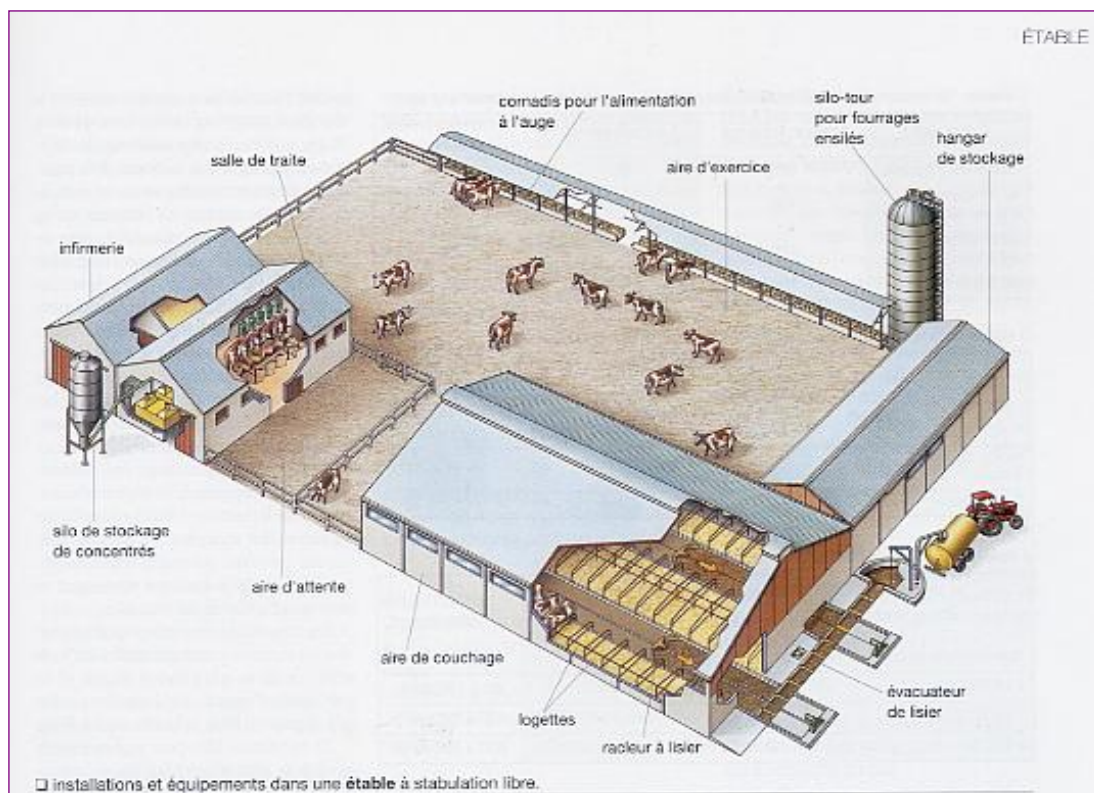 ÉTABLE
cornadis pour l'alimentation
à l'auge
silo-tour
pour fourrages
ensilés
hangar
de stockage
salle de traite
aire d'exercice
infirmerie
silo de stockage
de concentrés
aire d'attente
aire de couchage
logettes
racleur à lisier
évacuateur
de lisier
❑ installations et équipements dans une étable à stabulation libre.